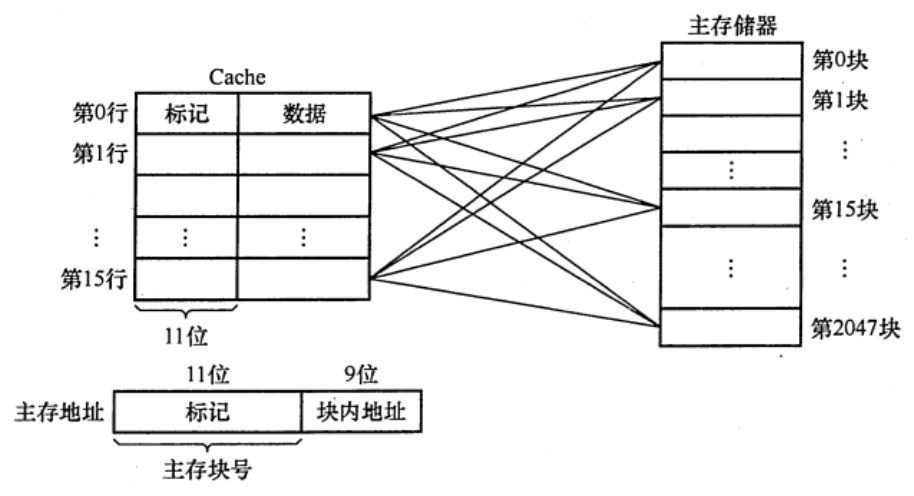 主存储器
Cache
第0行 标记 数据 第0块
第1行 第1块
⋮ ⋮ ⋮ ⋮ ⋮
第15行 第15块
⋮ ⋮
11位 第2047块
11位 9位
主存地址 标记 块内地址
主存块号